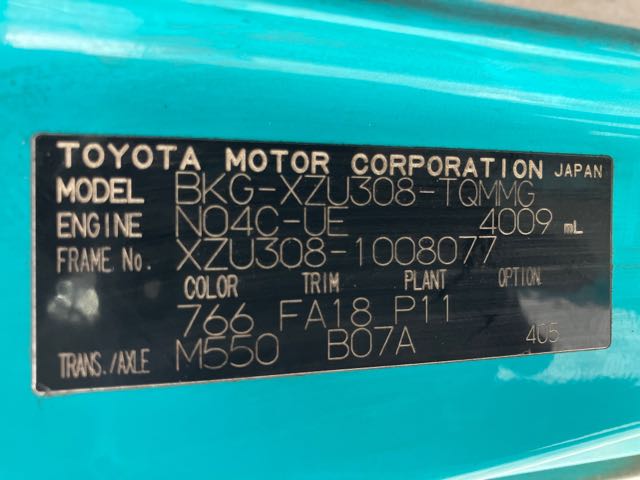 TOYOTA MOTOR CORPORATION JAPAN
MODEL BKG-XZU308-TQMMG
ENGINE N04C-UE 4009 mL
FRAME No. XZU308-1008077
COLOR TRIM PLANT OPTION
766 FA18 P11
TRANS./AXLE M550 B07A 405